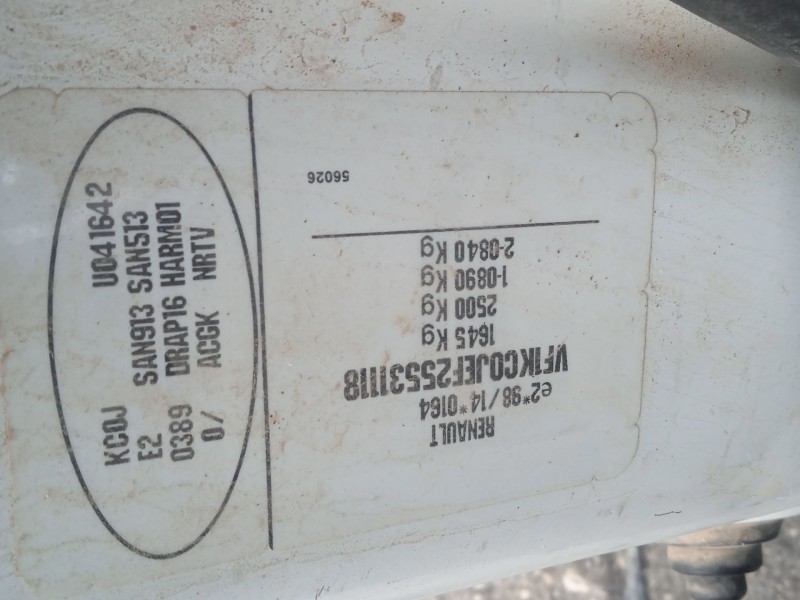 RENAULT
e2*98/14*0164
VF1KC0JEF25531118
1645 Kg
2500 Kg
1-0890 Kg
2-0840 Kg
56026
KC0J U041642
E2 SAN913 SAN513
0389 DRAP16 HARM01
0/ ACGK NRTV